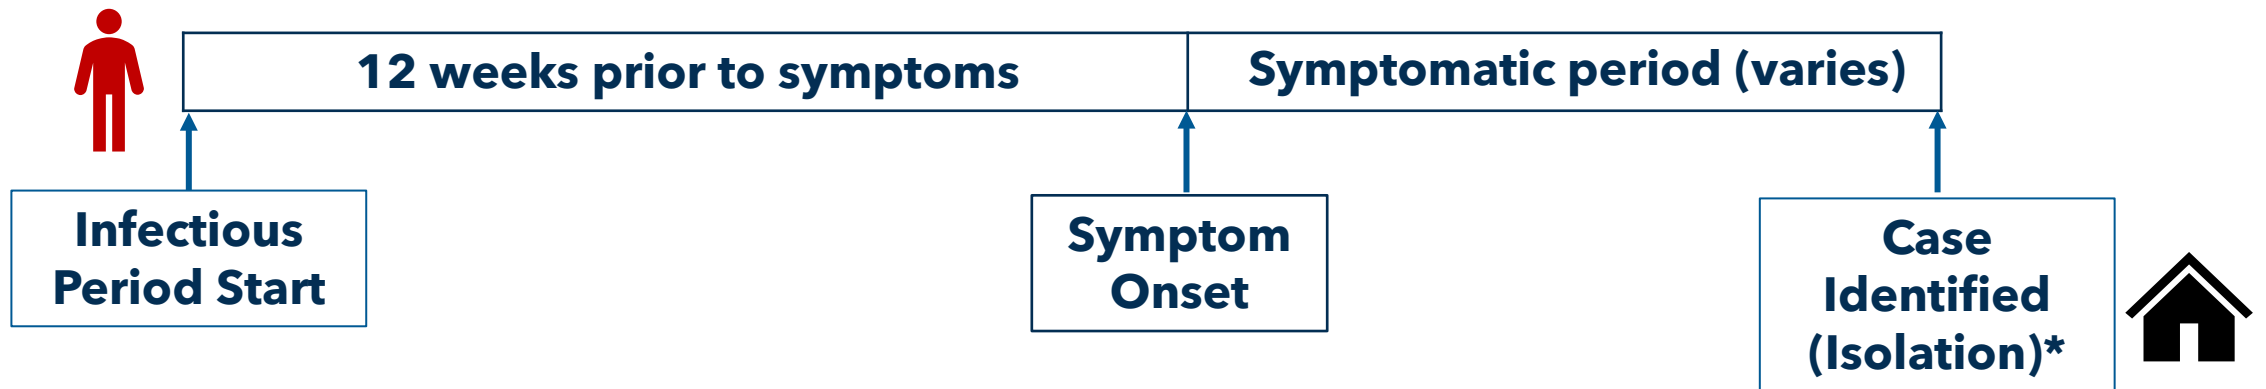 12 weeks prior to symptoms
Symptomatic period (varies)
Infectious
Period Start
Symptom
Onset
Case
Identified
(Isolation)*